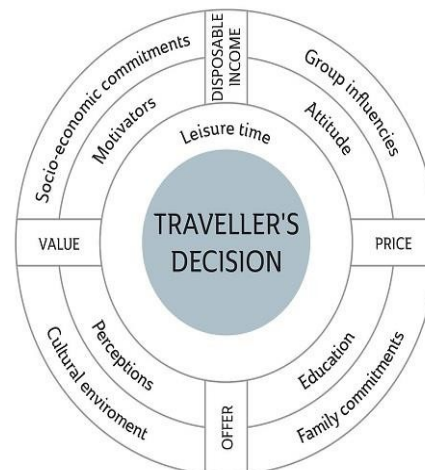 Socio-economic commitments
DISPOSABLE
INCOME
Group influencies
Motivators
Attitude
Leisure time
VALUE
TRAVELLER'S
DECISION
PRICE
Perceptions
Education
Cultural enviroment
OFFER
Family commitments